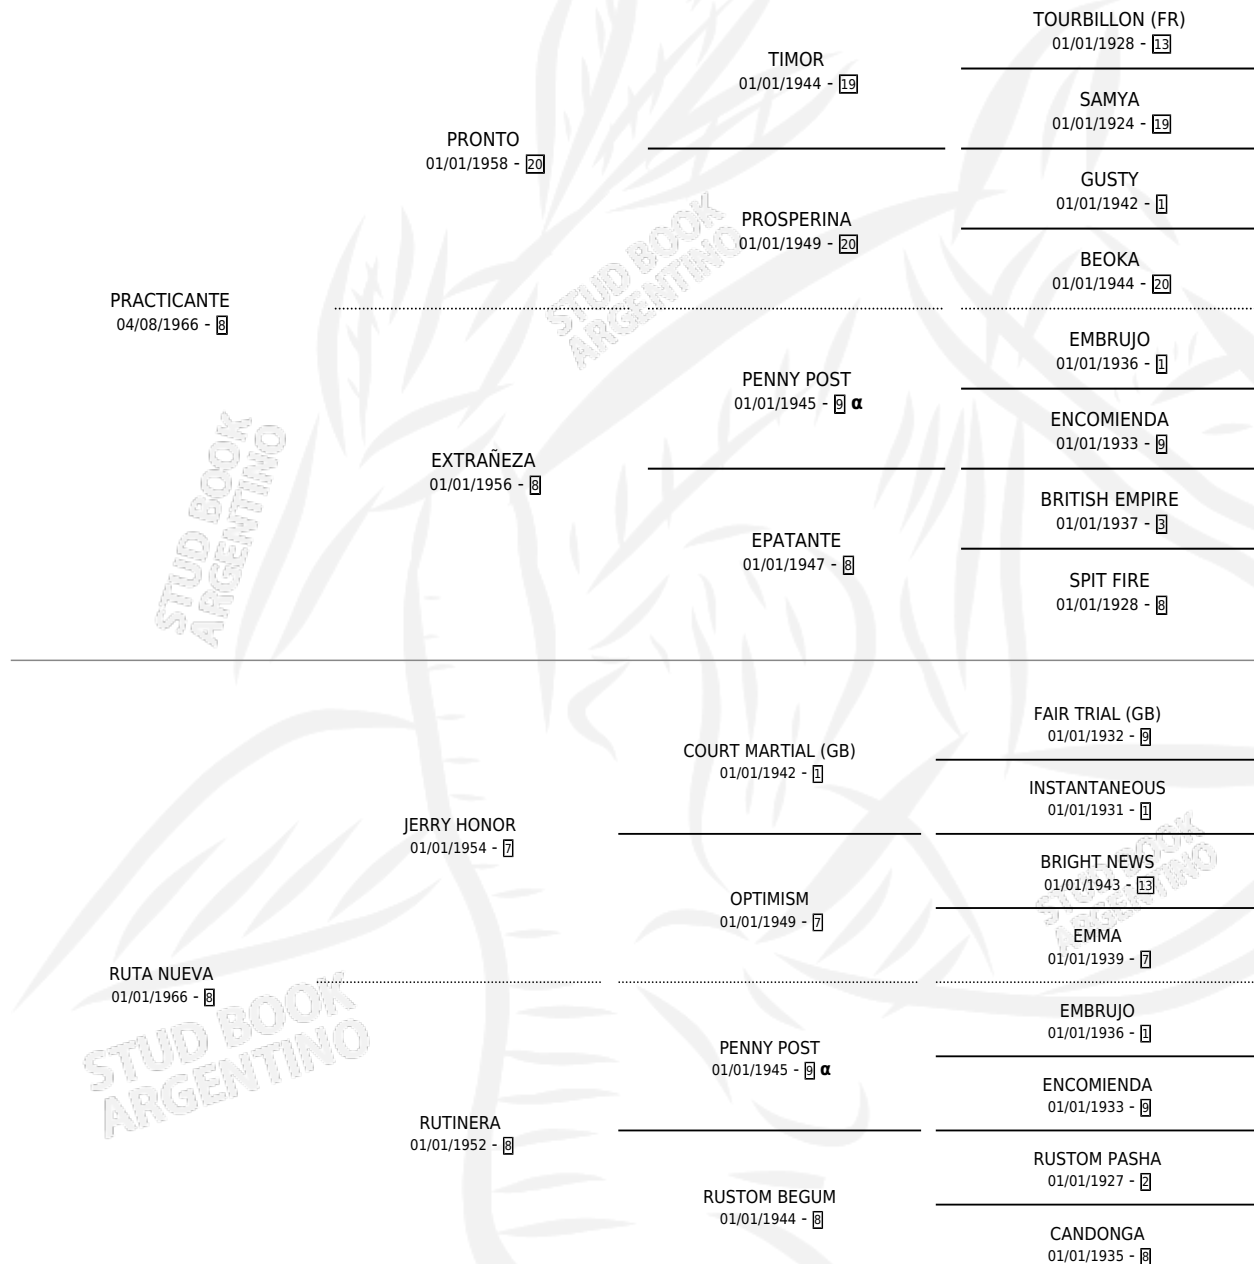 TOURBILLON (FR)
01/01/1928 - 13
TIMOR
01/01/1944 - 19
SAMYA
01/01/1924 - 19
PRONTO
01/01/1958 - 20
GUSTY
01/01/1942 - 1
PROSPERINA
01/01/1949 - 20
BEOKA
01/01/1944 - 20
PRACTICANTE
04/08/1966 - 8
EMBRUJO
01/01/1936 - 1
PENNY POST
01/01/1945 - 9 α
ENCOMIENDA
01/01/1933 - 9
EXTRAÑEZA
01/01/1956 - 8
BRITISH EMPIRE
01/01/1937 - 3
EPATANTE
01/01/1947 - 8
SPIT FIRE
01/01/1928 - 8
FAIR TRIAL (GB)
01/01/1932 - 9
COURT MARTIAL (GB)
01/01/1942 - 1
INSTANTANEOUS
01/01/1931 - 1
JERRY HONOR
01/01/1954 - 7
BRIGHT NEWS
01/01/1943 - 13
OPTIMISM
01/01/1949 - 7
EMMA
01/01/1939 - 7
RUTA NUEVA
01/01/1966 - 8
EMBRUJO
01/01/1936 - 1
PENNY POST
01/01/1945 - 9 α
ENCOMIENDA
01/01/1933 - 9
RUTINERA
01/01/1952 - 8
RUSTOM PASHA
01/01/1927 - 2
RUSTOM BEGUM
01/01/1944 - 8
CANDONGA
01/01/1935 - 8
STUD BOOK
ARGENTINO
STUD BOOK
ARGENTINO
STUD BOOK
ARGENTINO
STUD BOOK
ARGENTINO